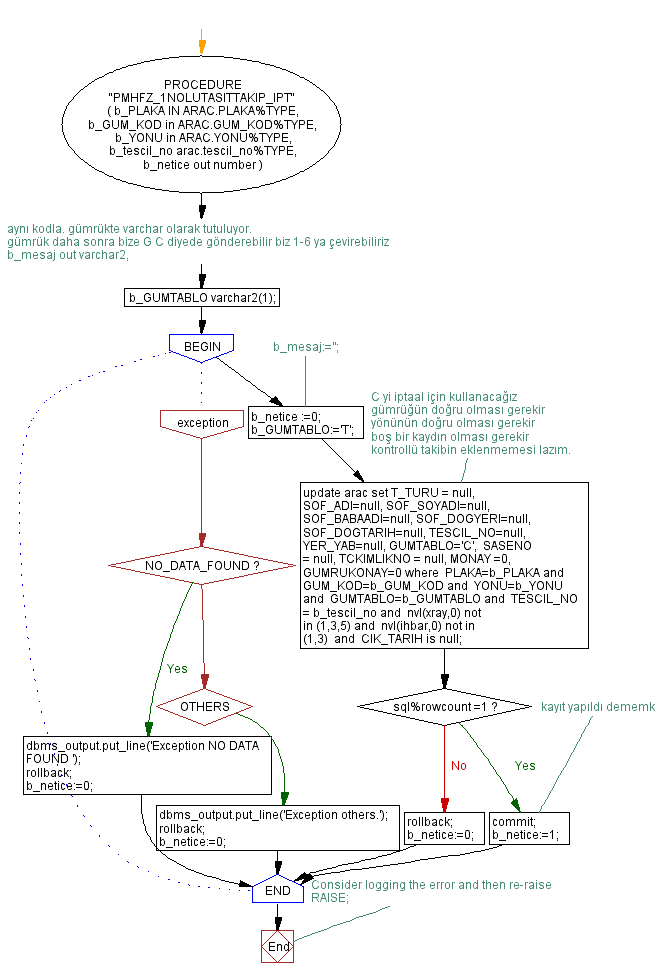 PROCEDURE
"PMHFZ_1NOLUTASITTAKIP_IPT"
( b_PLAKA IN ARAC.PLAKA%TYPE,
b_GUM_KOD in ARAC.GUM_KOD%TYPE,
b_YONU in ARAC.YONU%TYPE,
b_tescil_no arac.tescil_no%TYPE,
b_netice out number )
aynı kodla. gümrükte varchar olarak tutuluyor.
gümrük daha sonra bize G C diyede gönderebilir biz 1-6 ya çevirebiliriz
b_mesaj out varchar2,
b_GUMTABLO varchar2(1);
BEGIN
b_mesaj:='';
exception
b_netice :=0;
b_GUMTABLO:='T';
C yi iptaal için kullanacağız
gümrüğün doğru olması gerekir
yönünün doğru olması gerekir
boş bir kaydın olması gerekir
kontrollü takibin eklenmemesi lazım.
update arac set T_TURU = null,
SOF_ADI=null, SOF_SOYADI=null,
SOF_BABAADI=null, SOF_DOGYERI=null,
SOF_DOGTARIH=null, TESCIL_NO=null,
YER_YAB=null, GUMTABLO='C', SASENO
= null, TCKIMLIKNO = null, MONAY =0,
GUMRUKONAY=0 where PLAKA=b_PLAKA and
GUM_KOD=b_GUM_KOD and YONU=b_YONU
and GUMTABLO=b_GUMTABLO and TESCIL_NO
= b_tescil_no and nvl(xray,0) not
in (1,3,5) and nvl(ihbar,0) not in
(1,3) and CIK_TARIH is null;
NO_DATA_FOUND ?
Yes
OTHERS
sql%rowcount =1 ?
kayıt yapıldı dememk
No
Yes
dbms_output.put_line('Exception NO DATA
FOUND ');
rollback;
b_netice:=0;
dbms_output.put_line('Exception others.');
rollback;
b_netice:=0;
rollback;
b_netice:=0;
commit;
b_netice:=1;
END
Consider logging the error and then re-raise
RAISE;
End